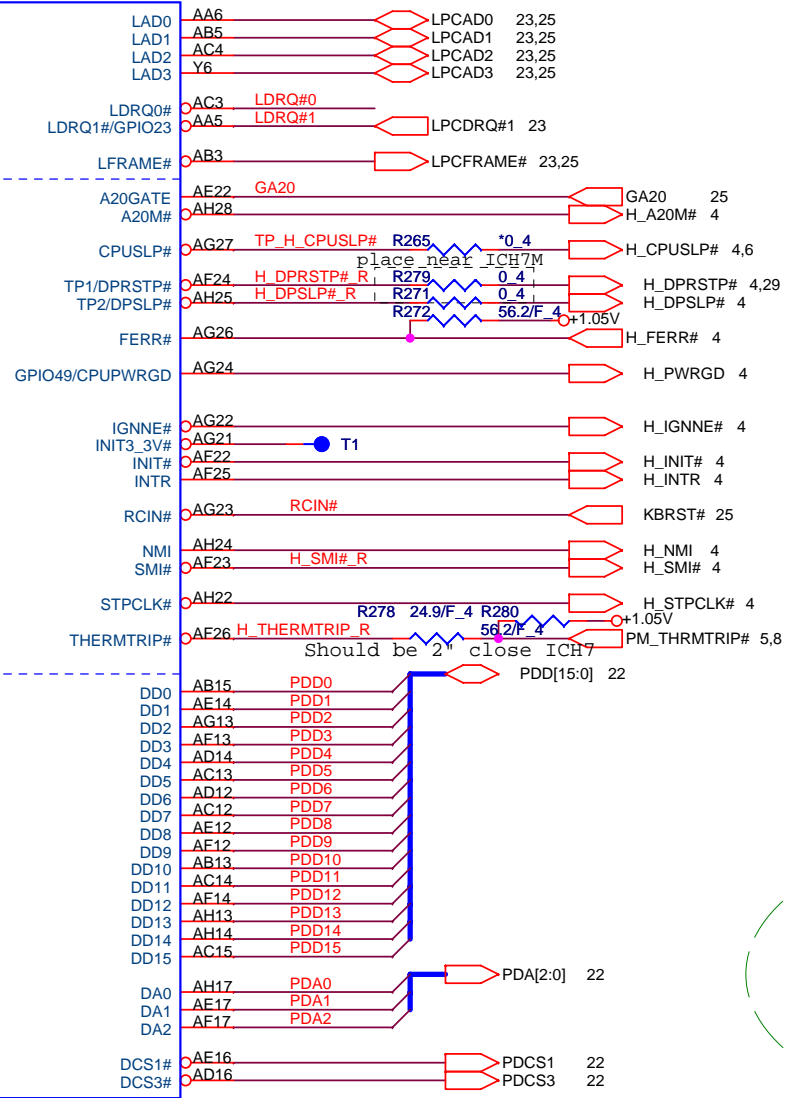 LAD0 AA6 LPCAD0 23,25
LAD1 AB5 LPCAD1 23,25
LAD2 AC4 LPCAD2 23,25
LAD3 Y6 LPCAD3 23,25
LDRQ0# AC3 LDRQ#0
LDRQ1#/GPIO23 AA5 LDRQ#1 LPCDRQ#1 23
LFRAME# AB3 LPCFRAME# 23,25
A20GATE AE22 GA20 GA20 25
A20M# AH28 H_A20M# 4
CPUSLP# AG27 TP_H_CPUSLP# R265 *0_4 H_CPUSLP# 4,6
place near ICH7M
TP1/DPRSTP# AF24 H_DPRSTP#_R R279 0_4 H_DPRSTP# 4,29
TP2/DPSLP# AH25 H_DPSLP#_R R271 0_4 H_DPSLP# 4
R272 56.2/F_4 +1.05V
FERR# AG26 H_FERR# 4
GPIO49/CPUPWRGD AG24 H_PWRGD 4
IGNNE# AG22 H_IGNNE# 4
INIT3_3V# AG21 T1
INIT# AF22 H_INIT# 4
INTR AF25 H_INTR 4
RCIN# AG23 RCIN# KBRST# 25
NMI AH24 H_NMI 4
SMI# AF23 H_SMI#_R H_SMI# 4
STPCLK# AH22 H_STPCLK# 4
R278 24.9/F_4 R280 +1.05V
THERMTRIP# AF26 H_THERMTRIP_R 56.2/F_4 PM_THRMTRIP# 5,8
Should be 2" close ICH7
PDD[15:0] 22
DD0 AB15 PDD0
DD1 AE14 PDD1
DD2 AG13 PDD2
DD3 AF13 PDD3
DD4 AD14 PDD4
DD5 AC13 PDD5
DD6 AD12 PDD6
DD7 AC12 PDD7
DD8 AE12 PDD8
DD9 AF12 PDD9
DD10 AB13 PDD10
DD11 AC14 PDD11
DD12 AF14 PDD12
DD13 AH13 PDD13
DD14 AH14 PDD14
DD15 AC15 PDD15
PDA[2:0] 22
DA0 AH17 PDA0
DA1 AE17 PDA1
DA2 AF17 PDA2
DCS1# AE16 PDCS1 22
DCS3# AD16 PDCS3 22